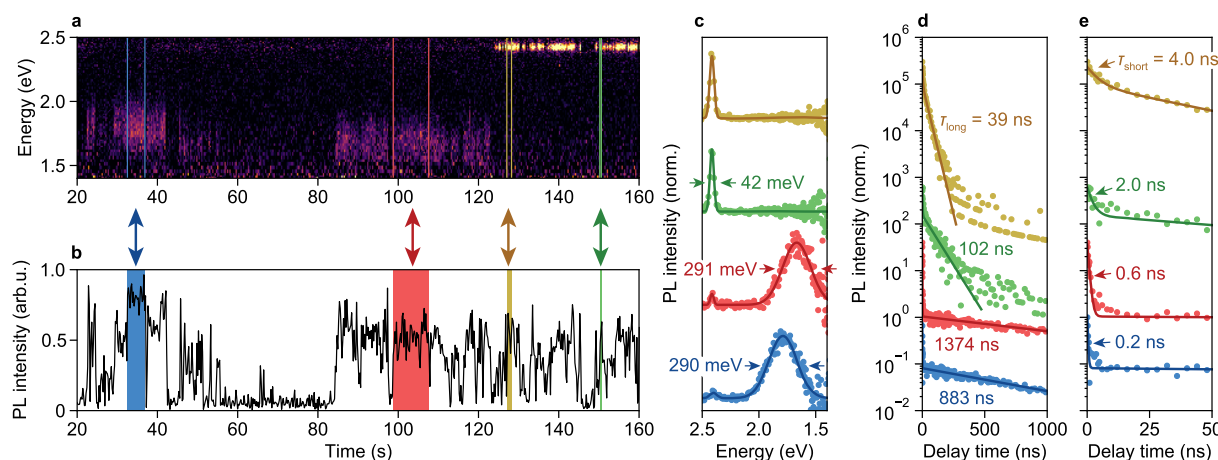 a
2.5
2.0
1.5
Energy (eV)
20 40 60 80 100 120 140 160
b
1.0
0.5
0
PL intensity (arb.u.)
20 40 60 80 100 120 140 160
Time (s)
c
PL intensity (norm.)
42 meV
291 meV
290 meV
2.5 2.0 1.5
Energy (eV)
d
PL intensity (norm.)
10^6
10^5
10^4
10^3
10^2
10^1
10^0
10^-1
10^-2
τlong = 39 ns
102 ns
1374 ns
883 ns
0 500 1000
Delay time (ns)
e
τshort = 4.0 ns
2.0 ns
0.6 ns
0.2 ns
0 25 50
Delay time (ns)